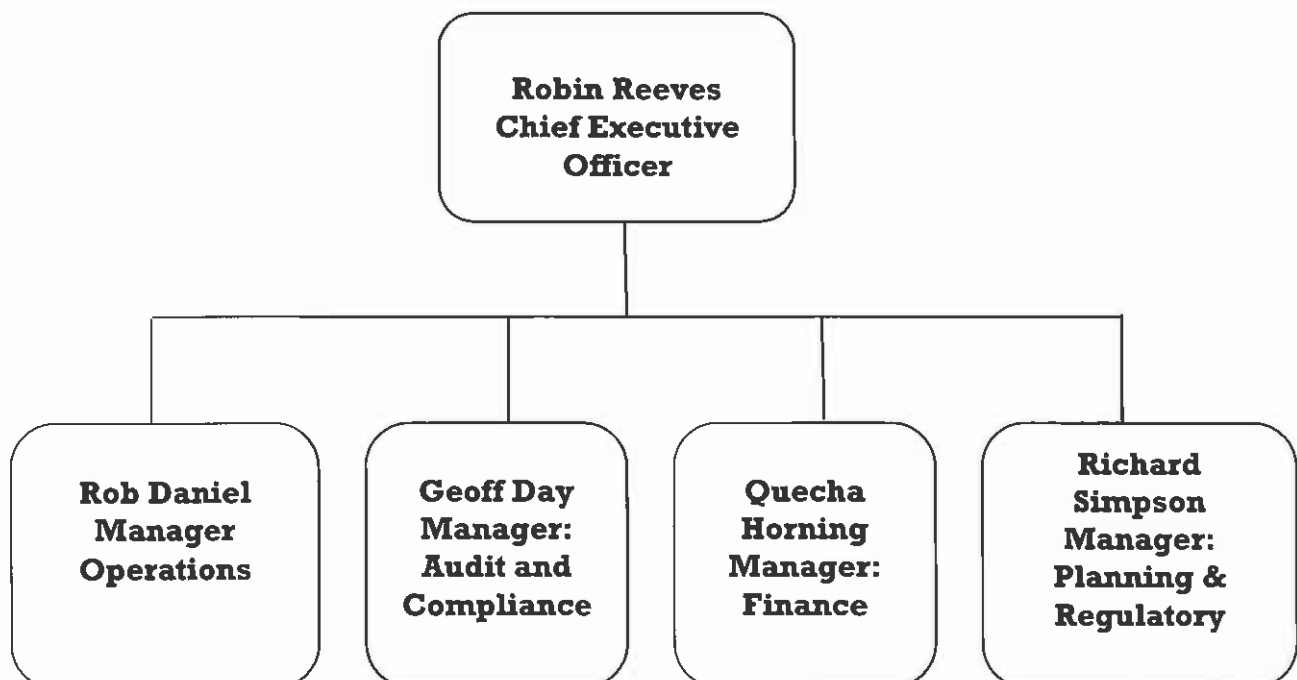 Robin Reeves
Chief Executive
Officer
Rob Daniel
Manager
Operations
Geoff Day
Manager:
Audit and
Compliance
Quecha
Horning
Manager:
Finance
Richard
Simpson
Manager:
Planning &
Regulatory